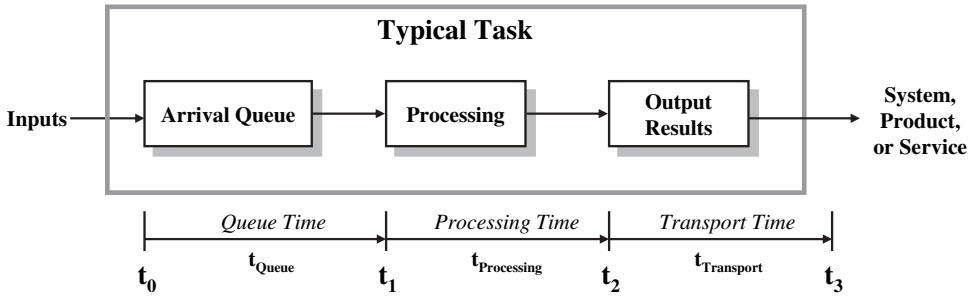 Typical Task
Inputs
Arrival Queue
Processing
Output
Results
System,
Product,
or Service
Queue Time
Processing Time
Transport Time
tQueue
tProcessing
tTransport
t0
t1
t2
t3